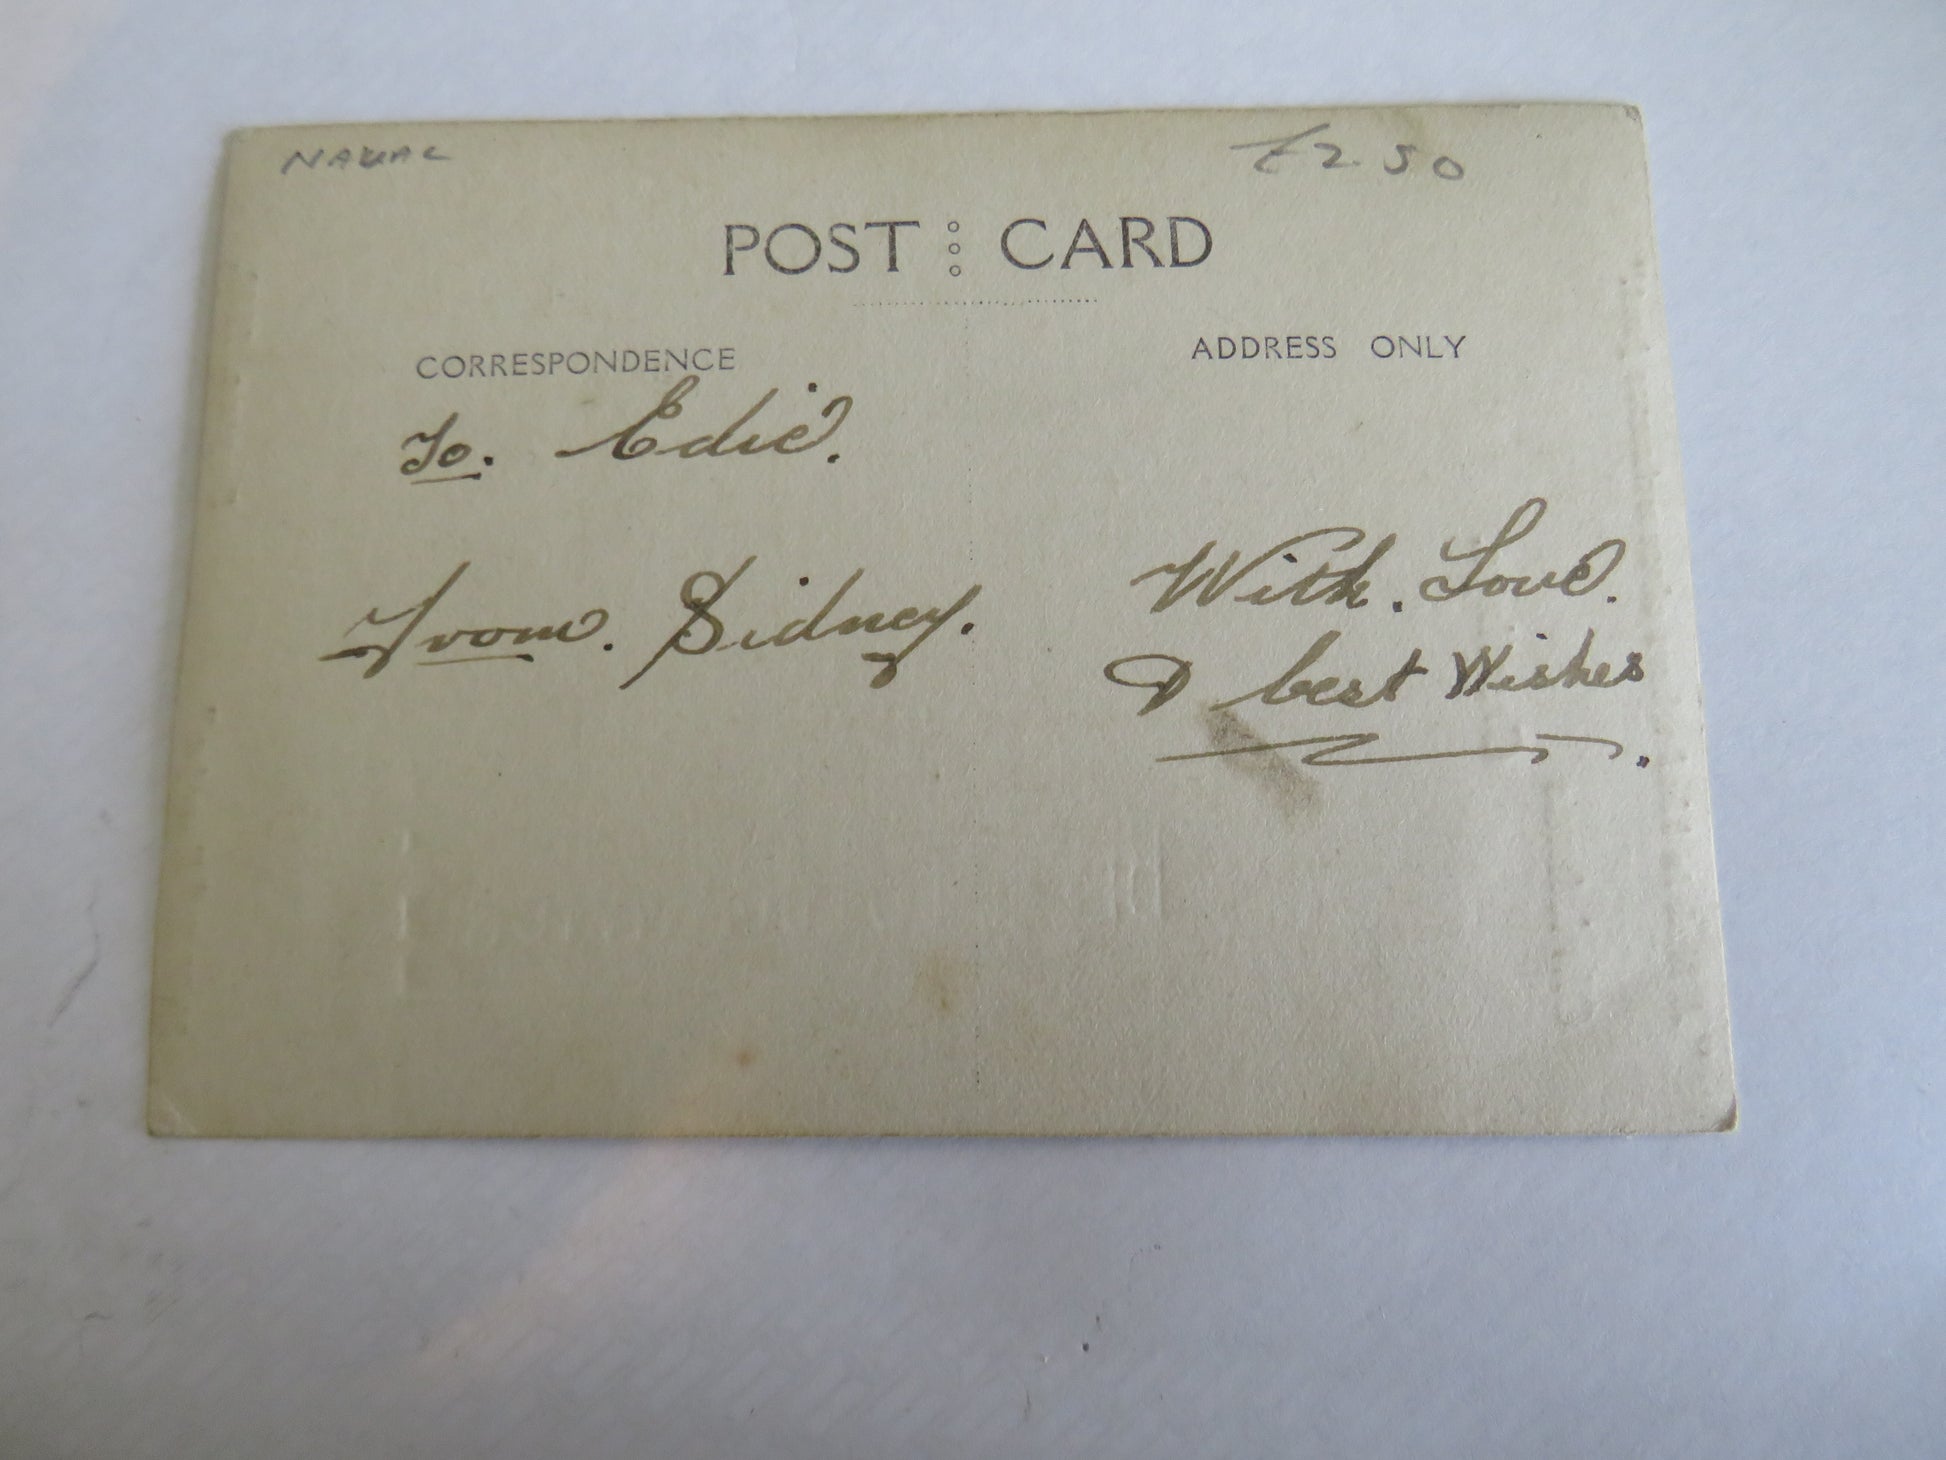 NAVAL
£2.50
POST CARD
CORRESPONDENCE
ADDRESS ONLY
To. Edie.
From. Sidney.
With. Love.
& best Wishes